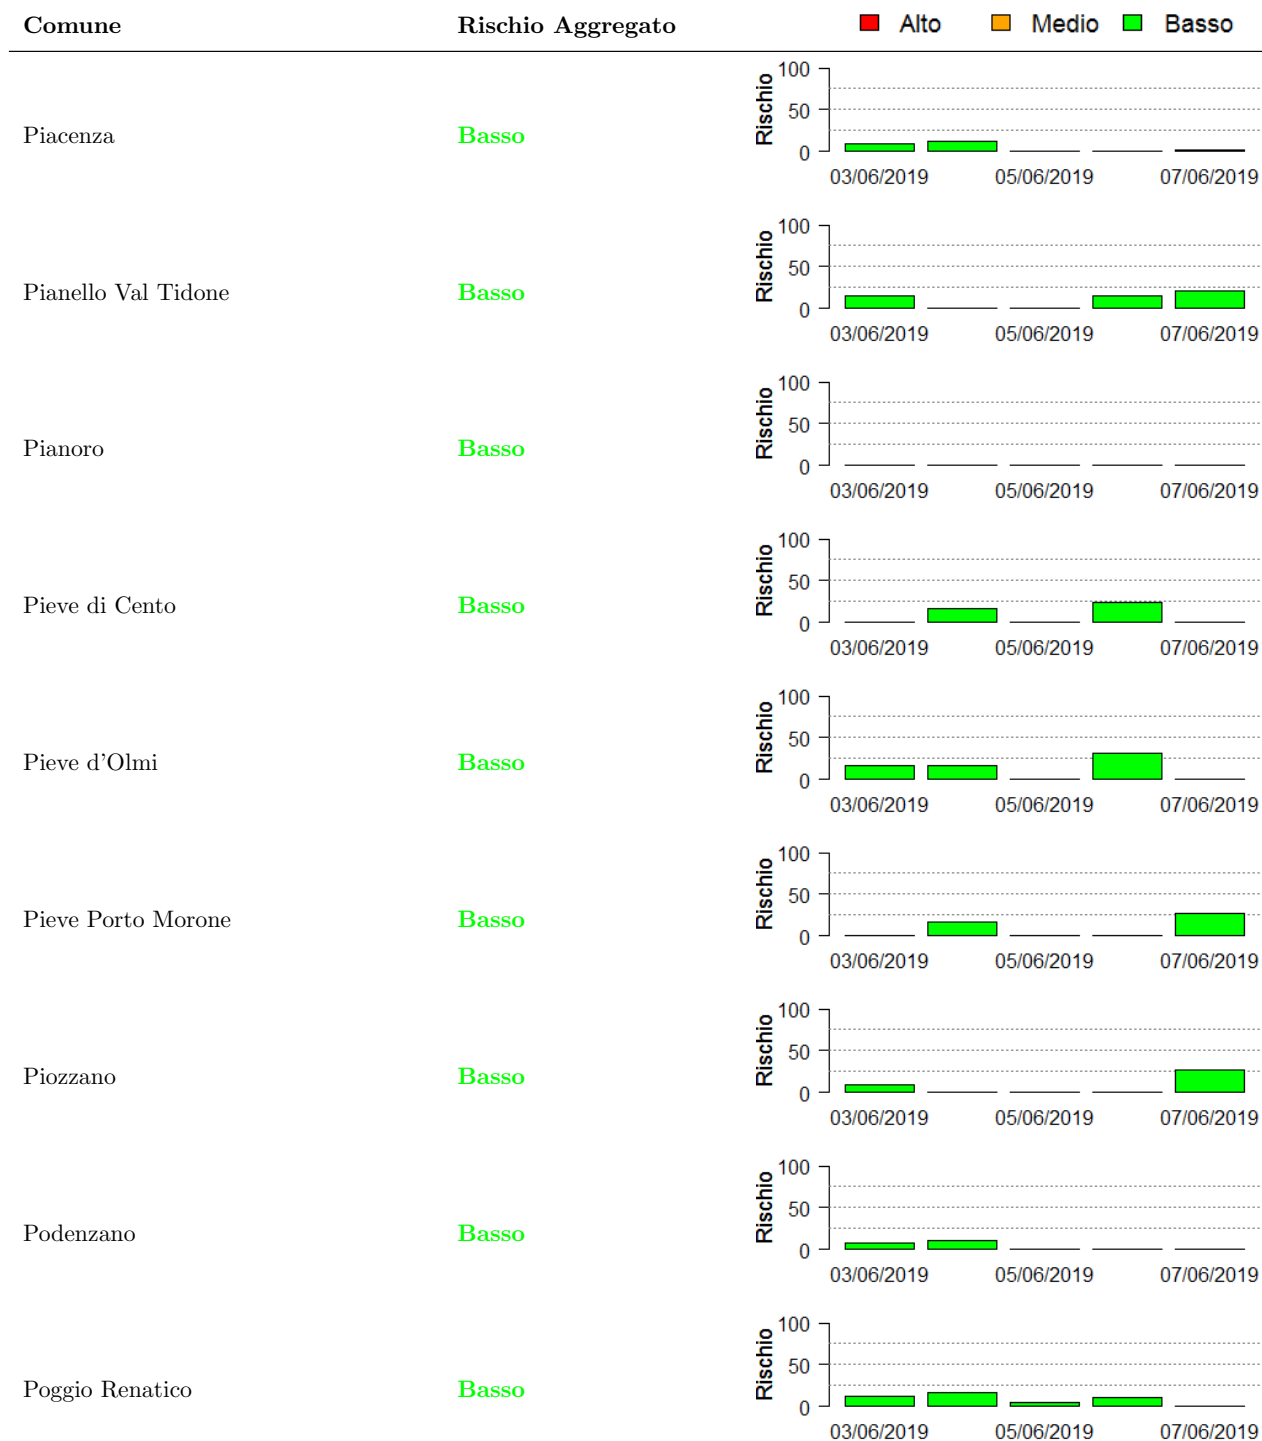 Comune Rischio Aggregato Alto Medio Basso
Piacenza Basso
Rischio
100
50
0
03/06/2019 05/06/2019 07/06/2019
Pianello Val Tidone Basso
Rischio
100
50
0
03/06/2019 05/06/2019 07/06/2019
Pianoro Basso
Rischio
100
50
0
03/06/2019 05/06/2019 07/06/2019
Pieve di Cento Basso
Rischio
100
50
0
03/06/2019 05/06/2019 07/06/2019
Pieve d'Olmi Basso
Rischio
100
50
0
03/06/2019 05/06/2019 07/06/2019
Pieve Porto Morone Basso
Rischio
100
50
0
03/06/2019 05/06/2019 07/06/2019
Piozzano Basso
Rischio
100
50
0
03/06/2019 05/06/2019 07/06/2019
Podenzano Basso
Rischio
100
50
0
03/06/2019 05/06/2019 07/06/2019
Poggio Renatico Basso
Rischio
100
50
0
03/06/2019 05/06/2019 07/06/2019